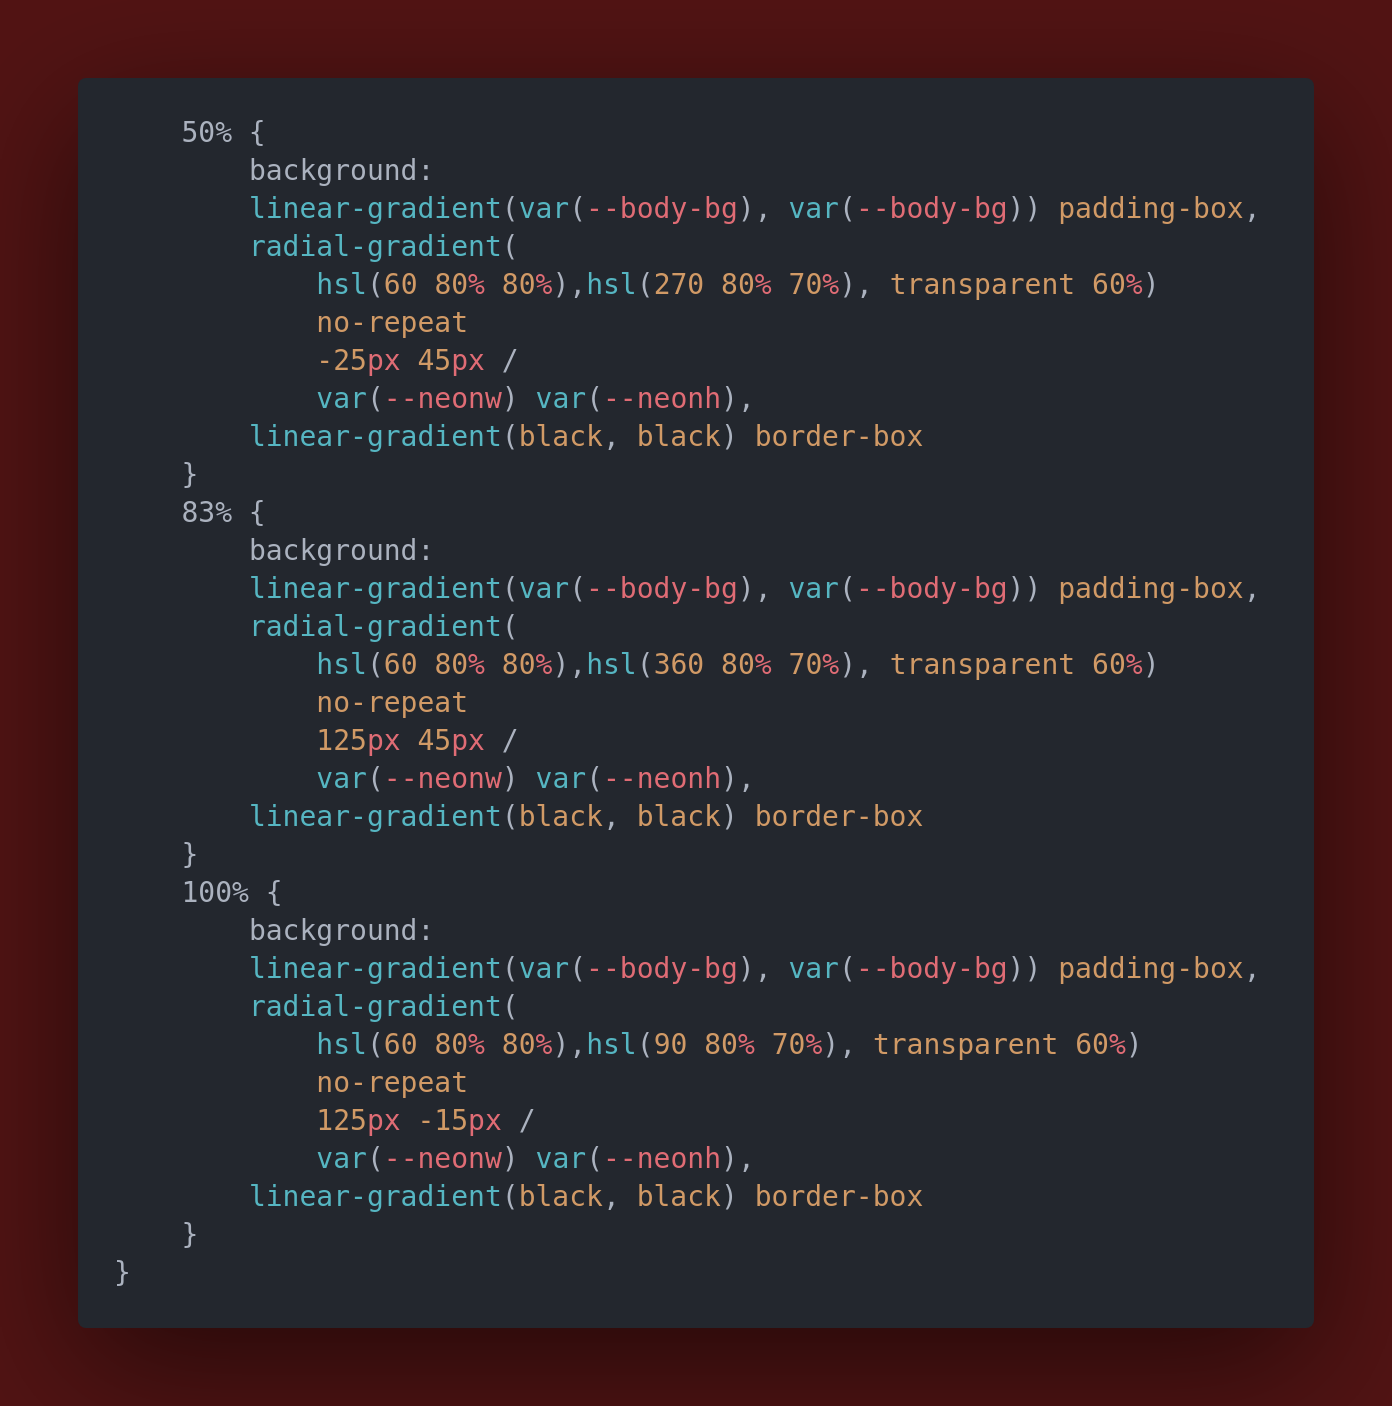 50% {
        background:
        linear-gradient(var(--body-bg), var(--body-bg)) padding-box,
        radial-gradient(
            hsl(60 80% 80%),hsl(270 80% 70%), transparent 60%)
            no-repeat
            -25px 45px /
            var(--neonw) var(--neonh),
        linear-gradient(black, black) border-box
    }
    83% {
        background:
        linear-gradient(var(--body-bg), var(--body-bg)) padding-box,
        radial-gradient(
            hsl(60 80% 80%),hsl(360 80% 70%), transparent 60%)
            no-repeat
            125px 45px /
            var(--neonw) var(--neonh),
        linear-gradient(black, black) border-box
    }
    100% {
        background:
        linear-gradient(var(--body-bg), var(--body-bg)) padding-box,
        radial-gradient(
            hsl(60 80% 80%),hsl(90 80% 70%), transparent 60%)
            no-repeat
            125px -15px /
            var(--neonw) var(--neonh),
        linear-gradient(black, black) border-box
    }
}